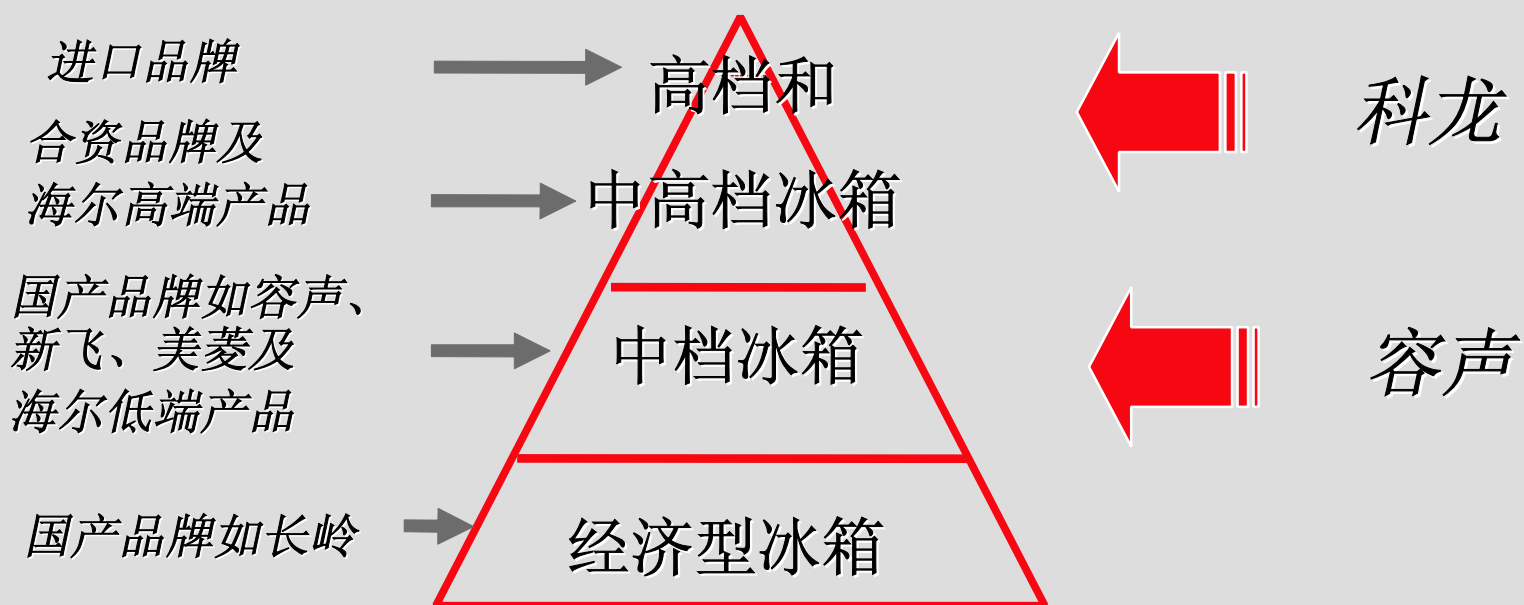 进口品牌
高档和
科龙
合资品牌及
海尔高端产品
中高档冰箱
国产品牌如容声、
新飞、美菱及
海尔低端产品
中档冰箱
容声
国产品牌如长岭
经济型冰箱